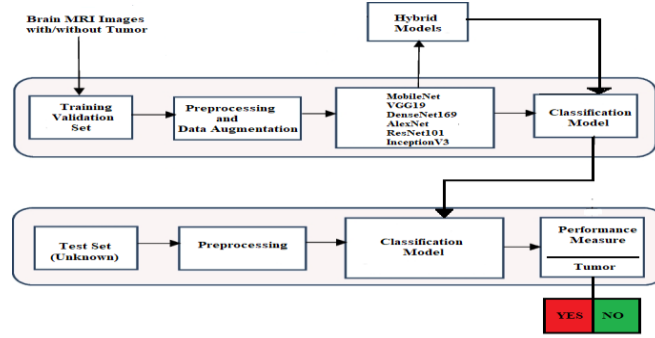 Brain MRI Images
with/without Tumor
Hybrid
Models
Training
Validation
Set
Preprocessing
and
Data Augmentation
MobileNet
VGG19
DenseNet169
AlexNet
ResNet101
InceptionV3
Classification
Model
Test Set
(Unknown)
Preprocessing
Classification
Model
Performance
Measure
Tumor
YES
NO